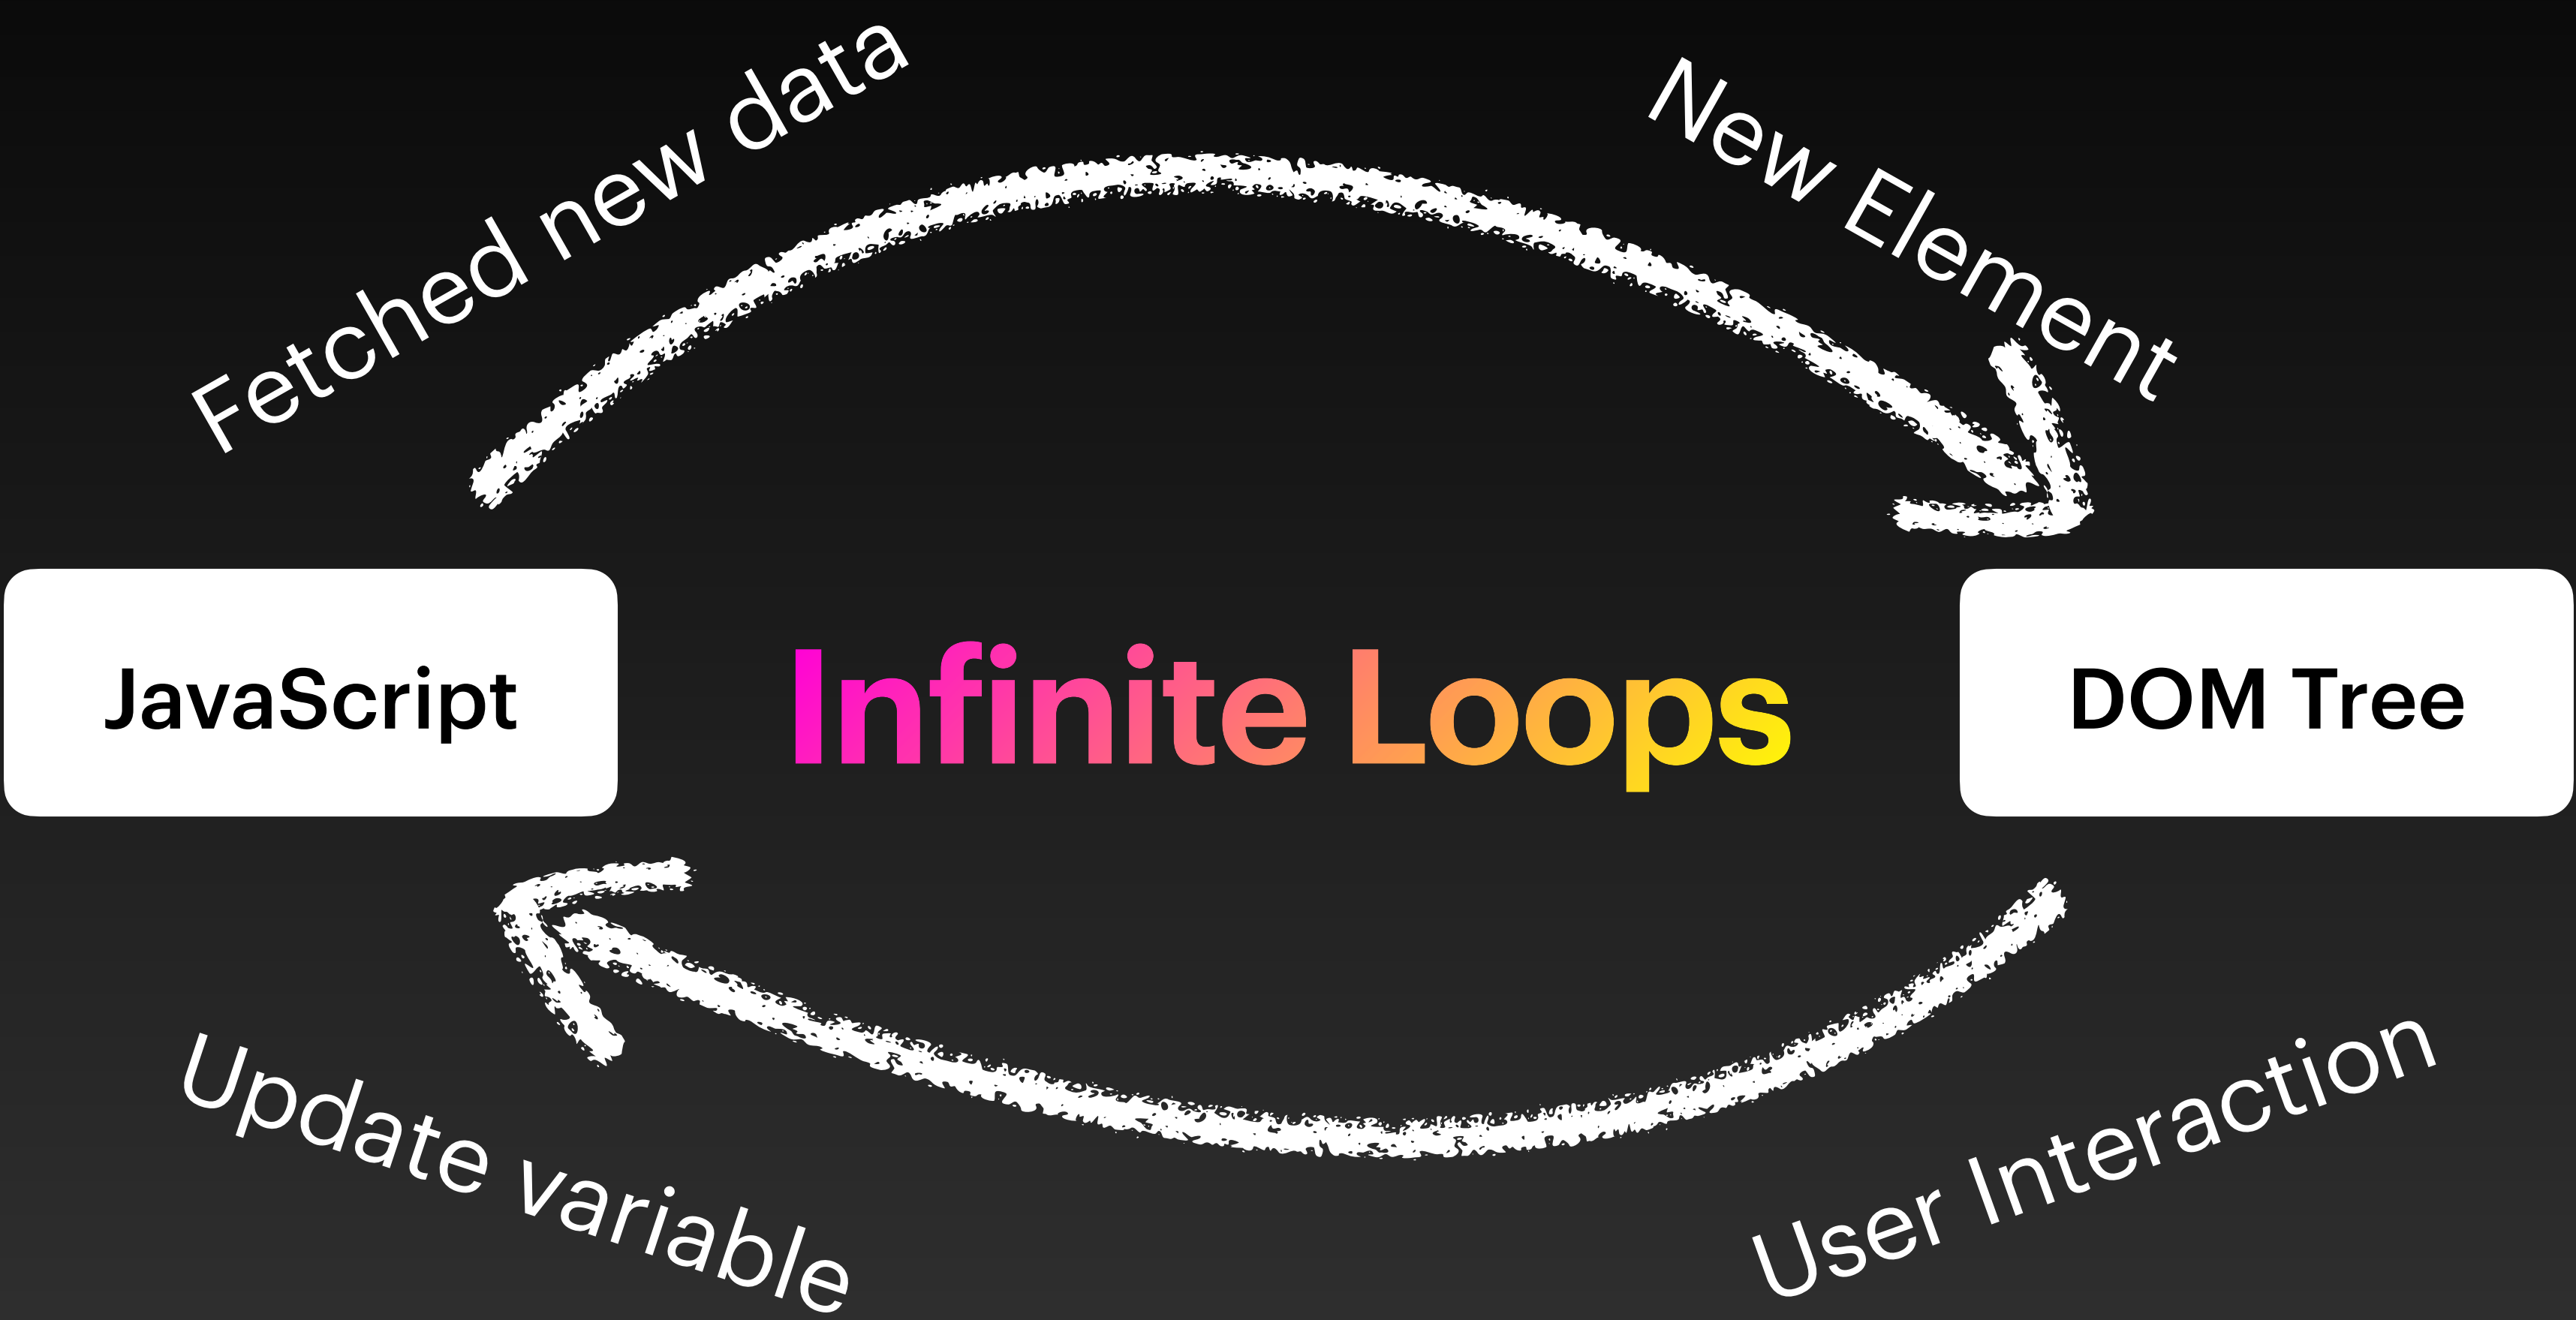 Fetched new data
New Element
JavaScript
Infinite Loops
DOM Tree
Update variable
User Interaction